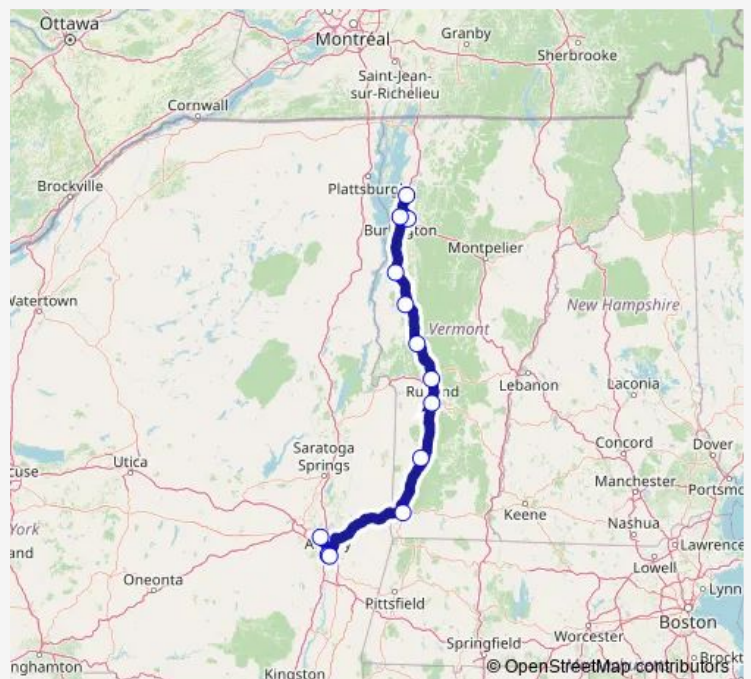 Ottawa
Montréal
Granby
Sherbrooke
Saint-Jean-
sur-Richelieu
Cornwall
Brockville
Plattsburg
Burlington
Montpelier
Watertown
New Hampshire
Vermont
Lebanon
Laconia
Saratoga
Springs
Concord
Dover
Utica
cuse
Manchester
Portsmo
Keene
Nashua
York
Lawrence
and
Lowell
Oneonta
Pittsfield
Lynn
Boston
Worcester
Springfield
Brockt
nghamton
Kingston
© OpenStreetMap contributors